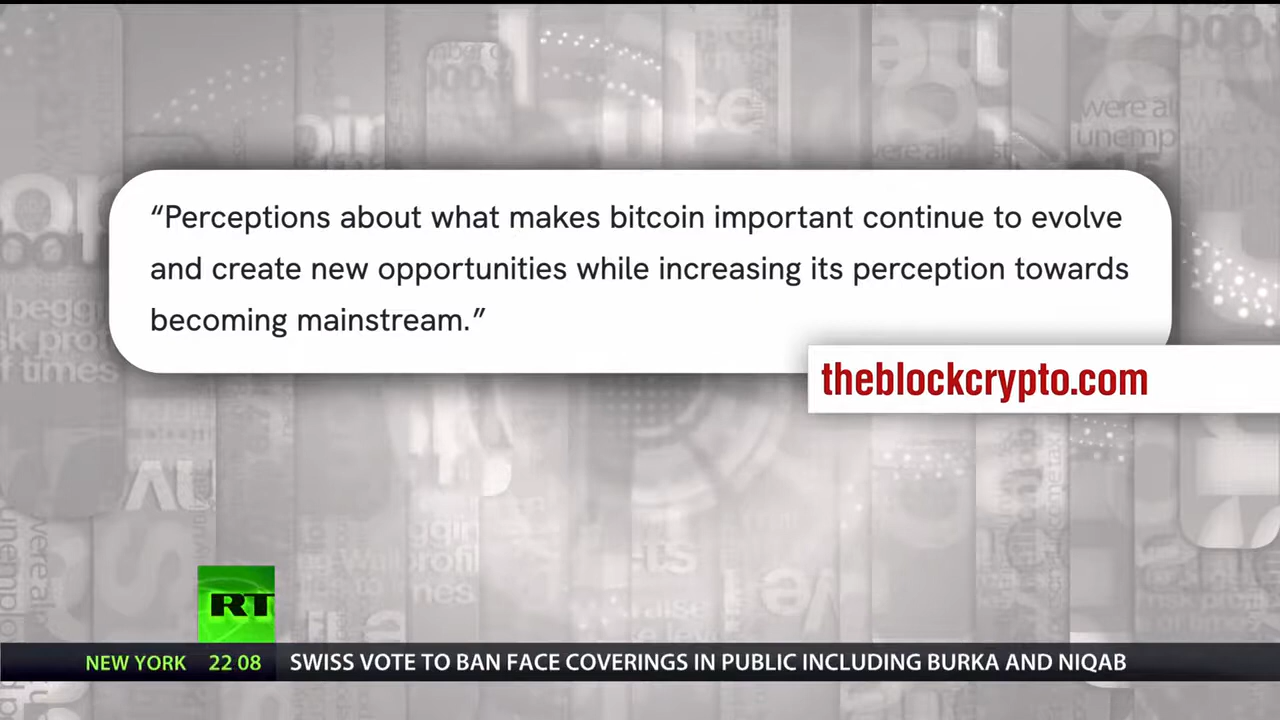 “Perceptions about what makes bitcoin important continue to evolve
and create new opportunities while increasing its perception towards
becoming mainstream.”
theblockcrypto.com
RT
NEW YORK 22 08 SWISS VOTE TO BAN FACE COVERINGS IN PUBLIC INCLUDING BURKA AND NIQAB